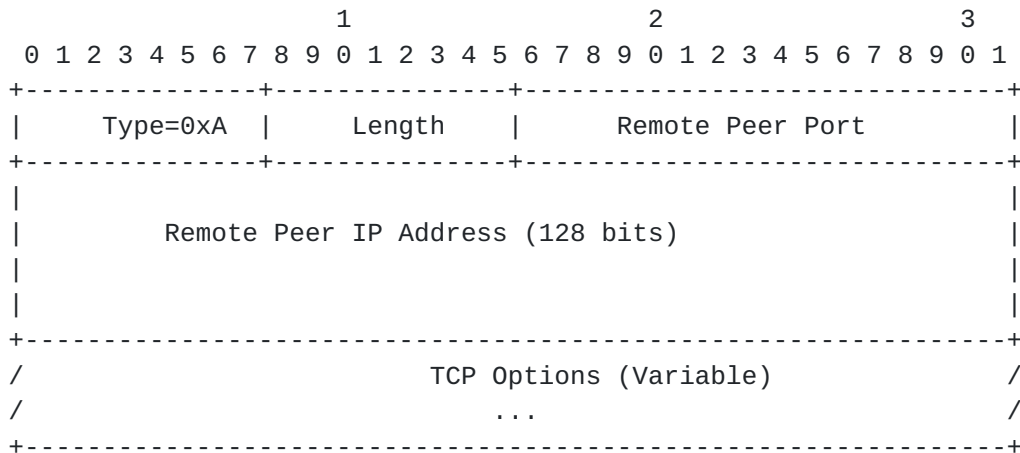 1                   2                   3
 0 1 2 3 4 5 6 7 8 9 0 1 2 3 4 5 6 7 8 9 0 1 2 3 4 5 6 7 8 9 0 1
+---------------+---------------+-------------------------------+
|     Type=0xA  |     Length    |      Remote Peer Port         |
+---------------+---------------+-------------------------------+
|                                                               |
|         Remote Peer IP Address (128 bits)                     |
|                                                               |
|                                                               |
+---------------------------------------------------------------+
/                          TCP Options (Variable)               /
/                              ...                              /
+---------------------------------------------------------------+